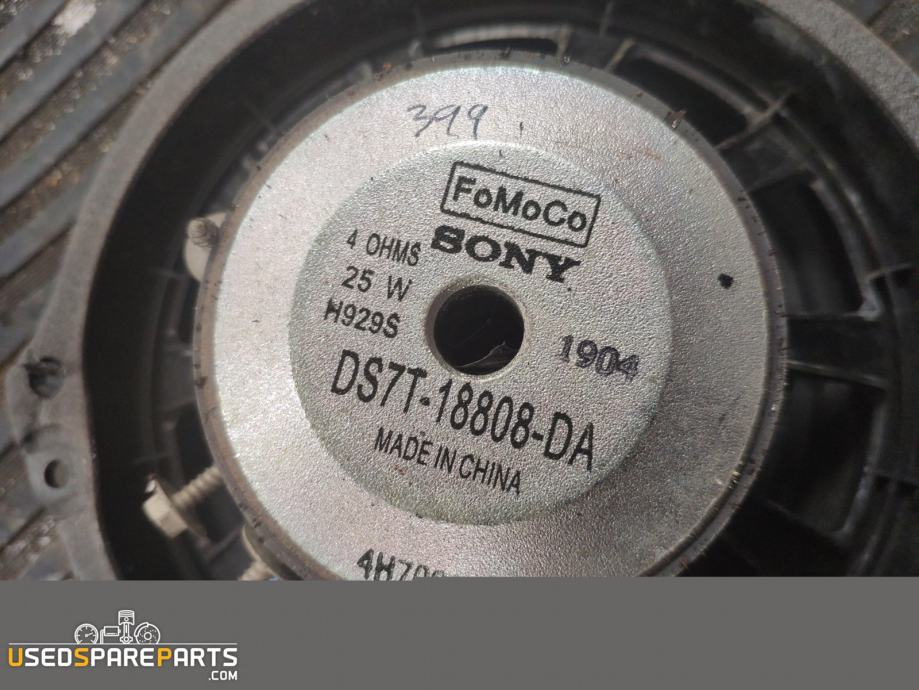 399
FoMoCo
SONY
4 OHMS
25 W
H929S
1904
DS7T-18808-DA
MADE IN CHINA
USEDSPAREPARTS
.COM